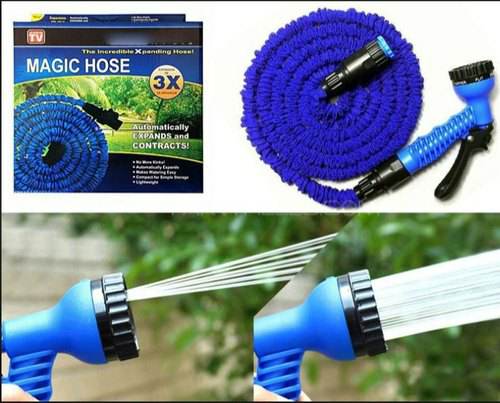 TV
The Incredible Xpanding Hose!
MAGIC HOSE
3X
Automatically
EXPANDS and
CONTRACTS!
• No More Kinks!
• Automatically Expands
• Makes Watering Easy
• Compact for Simple Storage
• Lightweight